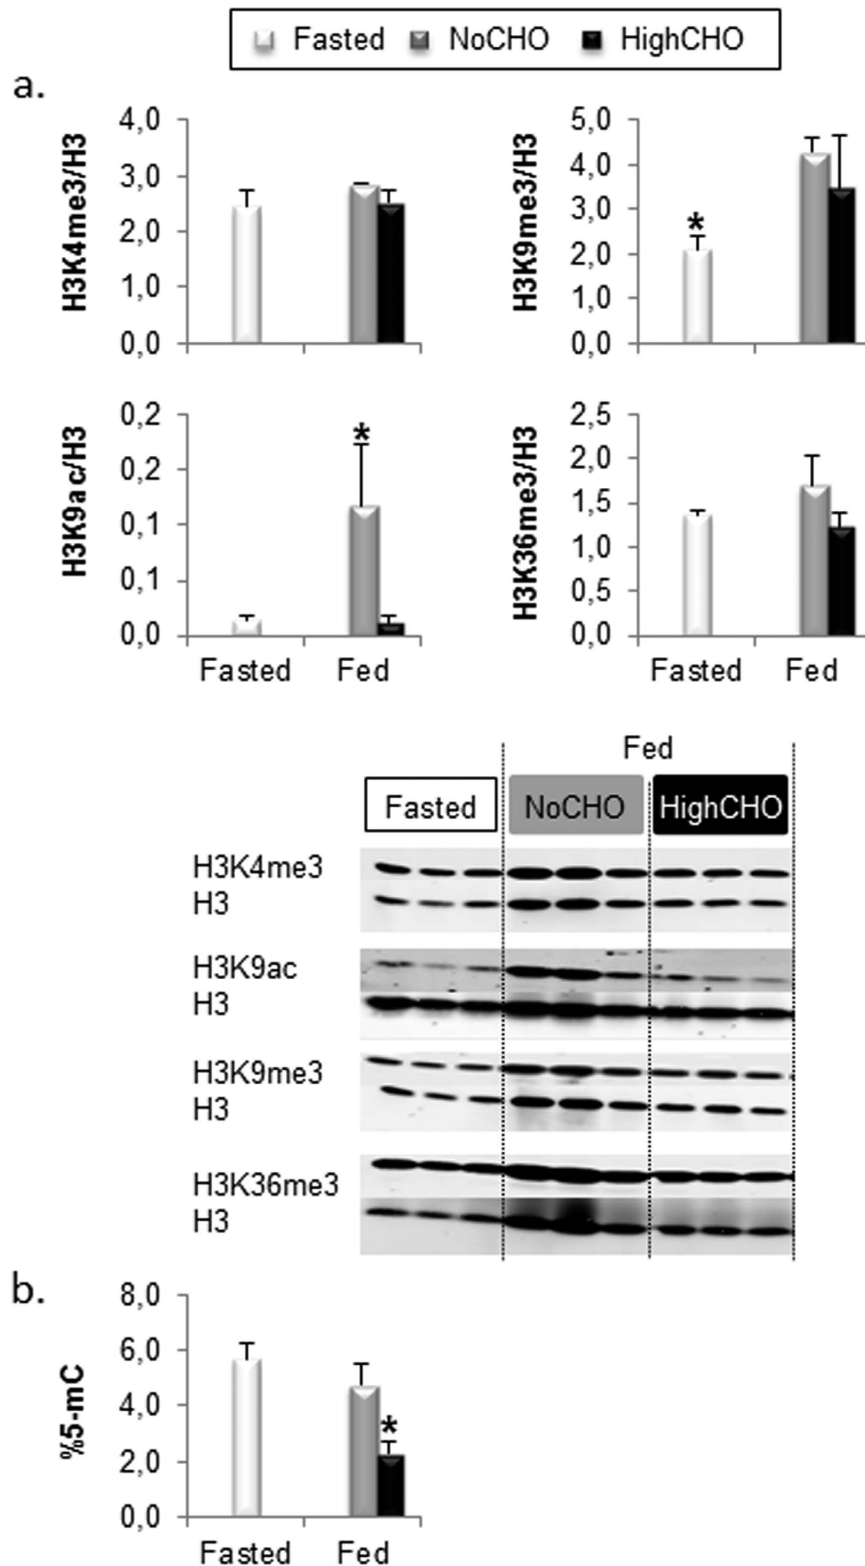 Fasted NoCHO HighCHO
a.
H3K4me3/H3
4,0
3,0
2,0
1,0
0,0
H3K9me3/H3
5,0
4,0
3,0
2,0
1,0
0,0
*
H3K9ac/H3
0,2
0,2
0,1
0,1
0,0
*
Fasted Fed
H3K36me3/H3
2,5
2,0
1,5
1,0
0,5
0,0
Fasted Fed
Fed
Fasted NoCHO HighCHO
H3K4me3
H3
H3K9ac
H3
H3K9me3
H3
H3K36me3
H3
b.
%5-mC
8,0
6,0
4,0
2,0
0,0
*
Fasted Fed